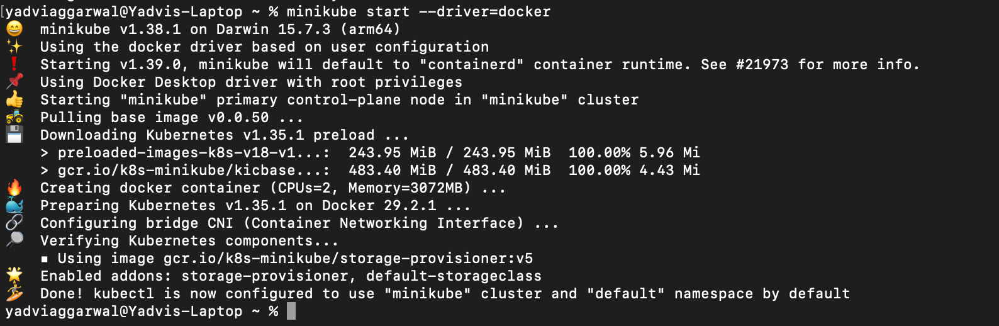 yadviaggarwal@Yadvis-Laptop ~ % minikube start --driver=docker
😄  minikube v1.38.1 on Darwin 15.7.3 (arm64)
✨  Using the docker driver based on user configuration
❗  Starting v1.39.0, minikube will default to "containerd" container runtime. See #21973 for more info.
📌  Using Docker Desktop driver with root privileges
👍  Starting "minikube" primary control-plane node in "minikube" cluster
🚜  Pulling base image v0.0.50 ...
💾  Downloading Kubernetes v1.35.1 preload ...
    > preloaded-images-k8s-v18-v1...:  243.95 MiB / 243.95 MiB  100.00% 5.96 Mi
    > gcr.io/k8s-minikube/kicbase...:  483.40 MiB / 483.40 MiB  100.00% 4.43 Mi
🔥  Creating docker container (CPUs=2, Memory=3072MB) ...
🐳  Preparing Kubernetes v1.35.1 on Docker 29.2.1 ...
🔗  Configuring bridge CNI (Container Networking Interface) ...
🔎  Verifying Kubernetes components...
    ▪ Using image gcr.io/k8s-minikube/storage-provisioner:v5
🌟  Enabled addons: storage-provisioner, default-storageclass
🏄  Done! kubectl is now configured to use "minikube" cluster and "default" namespace by default
yadviaggarwal@Yadvis-Laptop ~ %